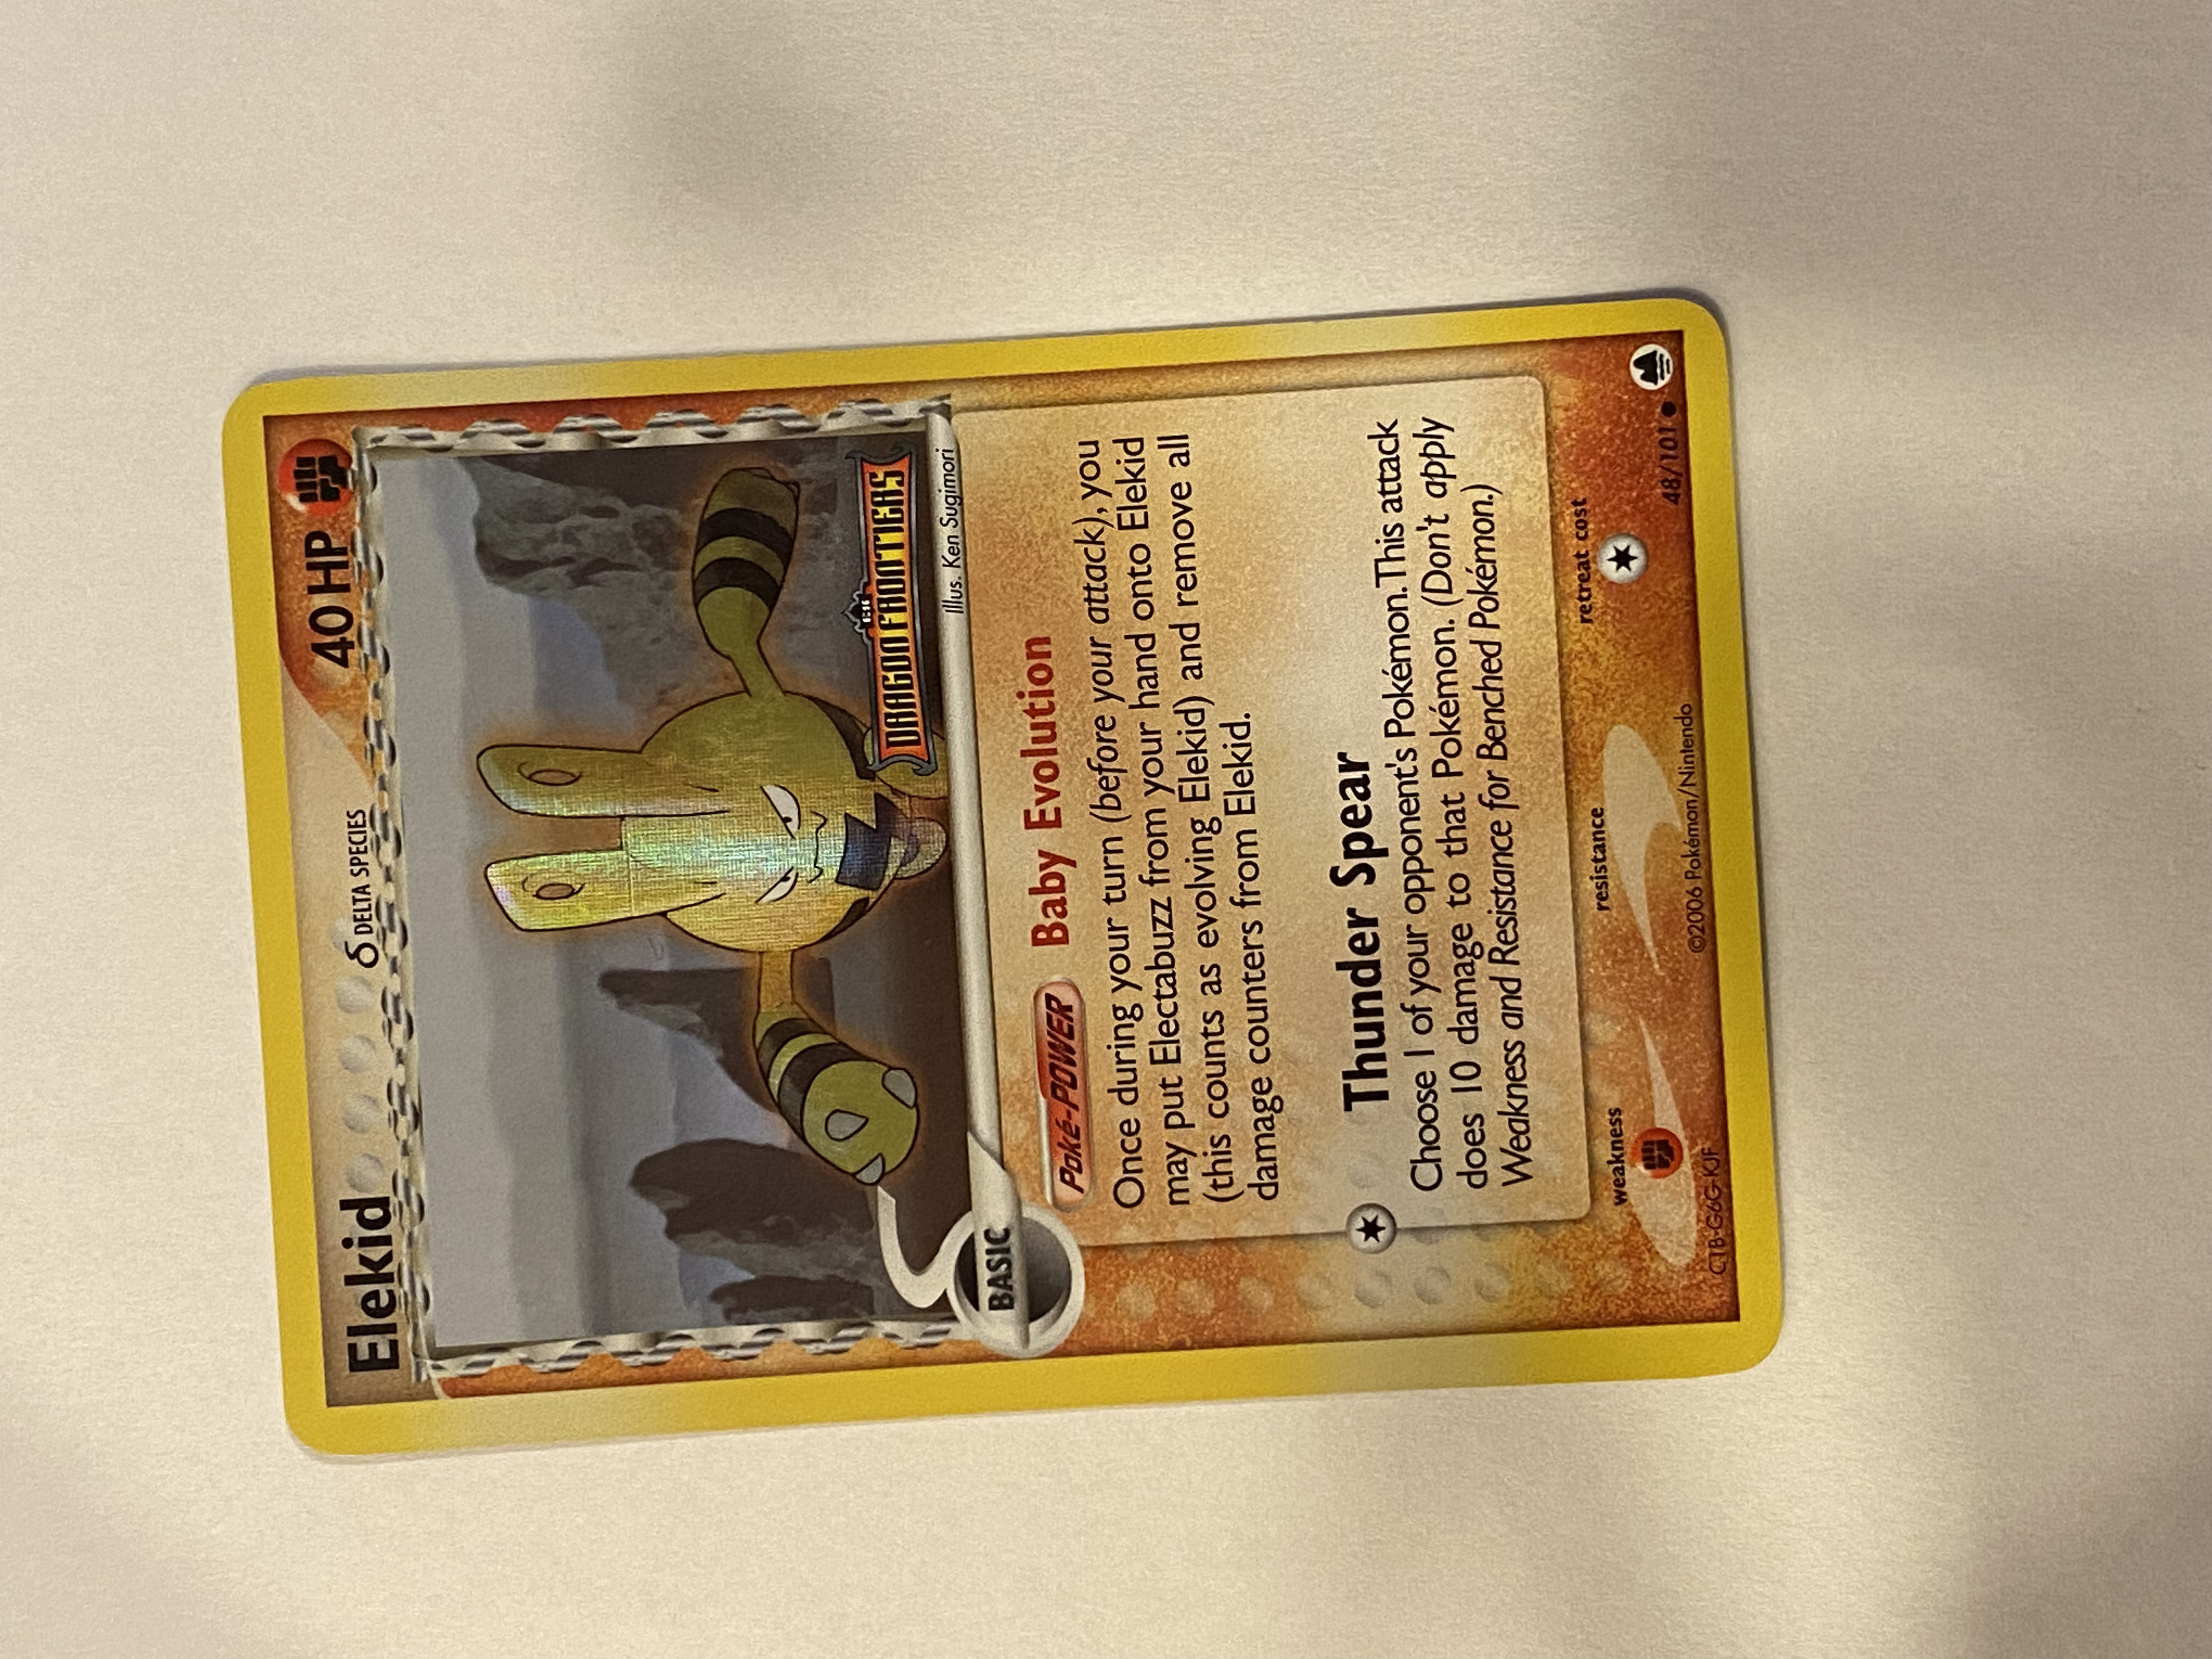 Elekid δ DELTA SPECIES 40 HP
EX
DRAGON FRONTIERS
Illus. Ken Sugimori
BASIC
Poké-POWER Baby Evolution
Once during your turn (before your attack), you
may put Electabuzz from your hand onto Elekid
(this counts as evolving Elekid) and remove all
damage counters from Elekid.
Thunder Spear
Choose 1 of your opponent's Pokémon. This attack
does 10 damage to that Pokémon. (Don't apply
Weakness and Resistance for Benched Pokémon.)
weakness resistance retreat cost
48/101
©2006 Pokémon/Nintendo
C1B-G6G-KJF